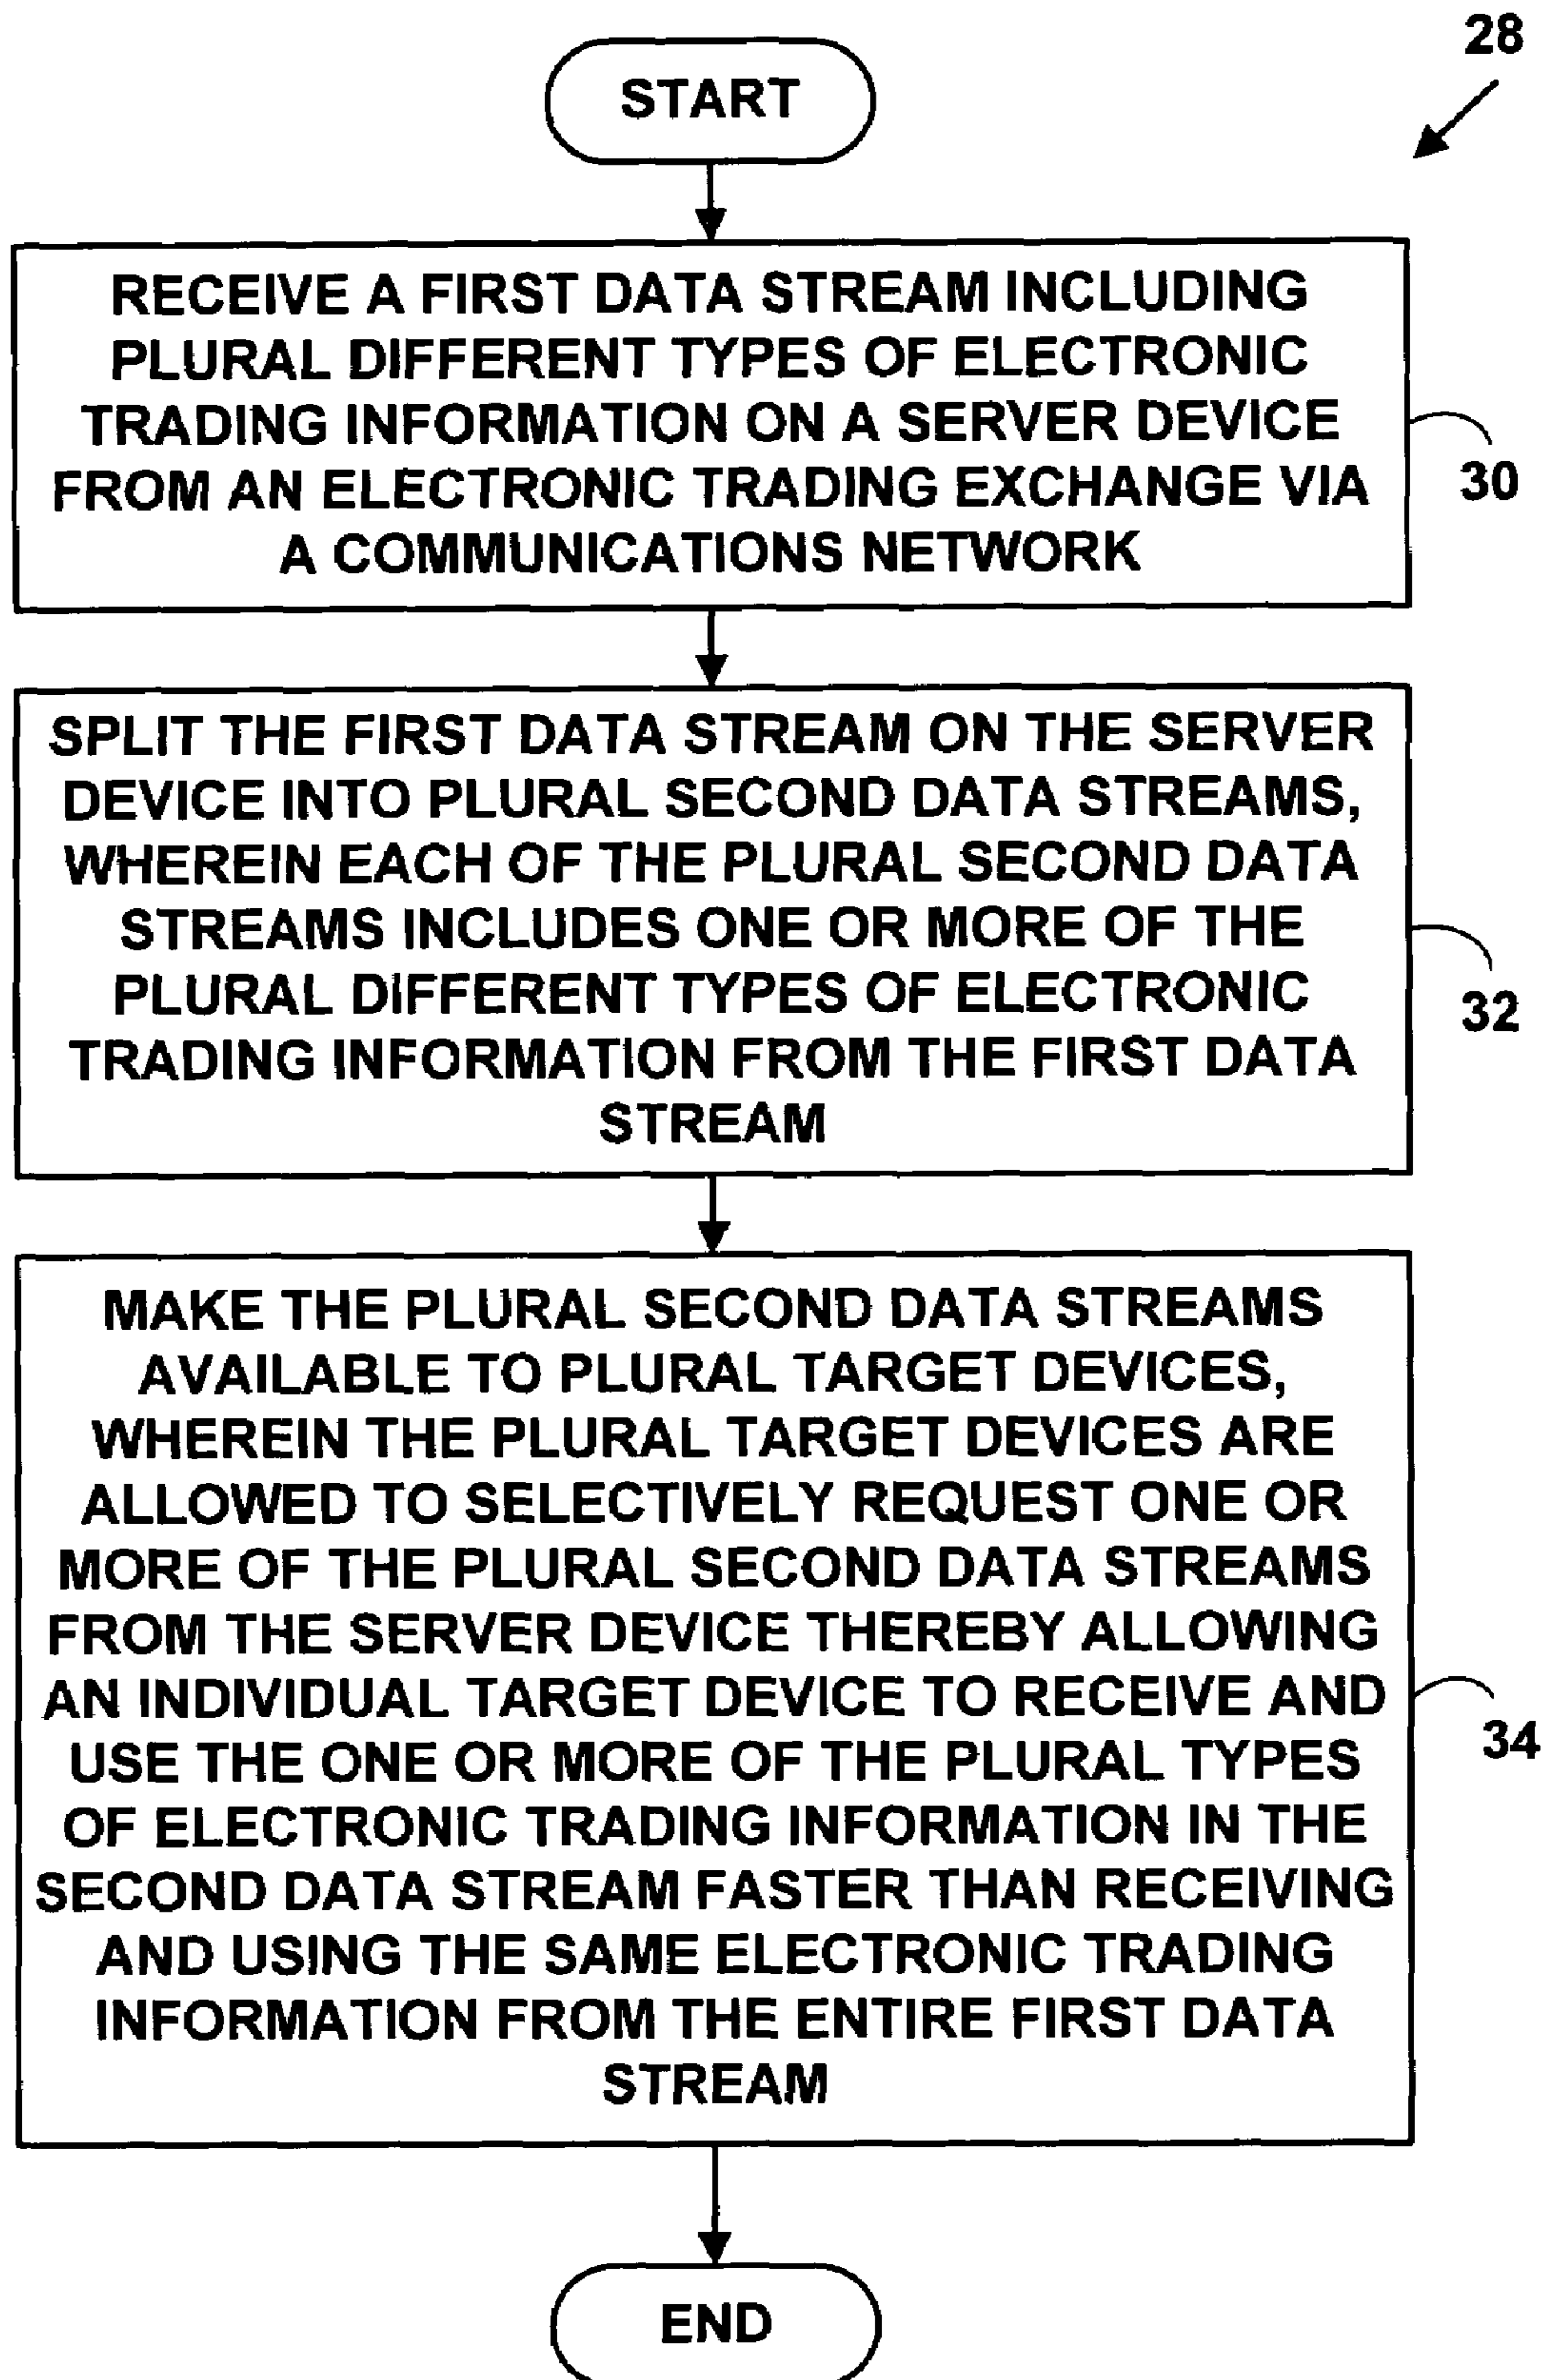 28
START
RECEIVE A FIRST DATA STREAM INCLUDING
PLURAL DIFFERENT TYPES OF ELECTRONIC
TRADING INFORMATION ON A SERVER DEVICE
FROM AN ELECTRONIC TRADING EXCHANGE VIA
A COMMUNICATIONS NETWORK
30
SPLIT THE FIRST DATA STREAM ON THE SERVER
DEVICE INTO PLURAL SECOND DATA STREAMS,
WHEREIN EACH OF THE PLURAL SECOND DATA
STREAMS INCLUDES ONE OR MORE OF THE
PLURAL DIFFERENT TYPES OF ELECTRONIC
TRADING INFORMATION FROM THE FIRST DATA
STREAM
32
MAKE THE PLURAL SECOND DATA STREAMS
AVAILABLE TO PLURAL TARGET DEVICES,
WHEREIN THE PLURAL TARGET DEVICES ARE
ALLOWED TO SELECTIVELY REQUEST ONE OR
MORE OF THE PLURAL SECOND DATA STREAMS
FROM THE SERVER DEVICE THEREBY ALLOWING
AN INDIVIDUAL TARGET DEVICE TO RECEIVE AND
USE THE ONE OR MORE OF THE PLURAL TYPES
OF ELECTRONIC TRADING INFORMATION IN THE
SECOND DATA STREAM FASTER THAN RECEIVING
AND USING THE SAME ELECTRONIC TRADING
INFORMATION FROM THE ENTIRE FIRST DATA
STREAM
34
END